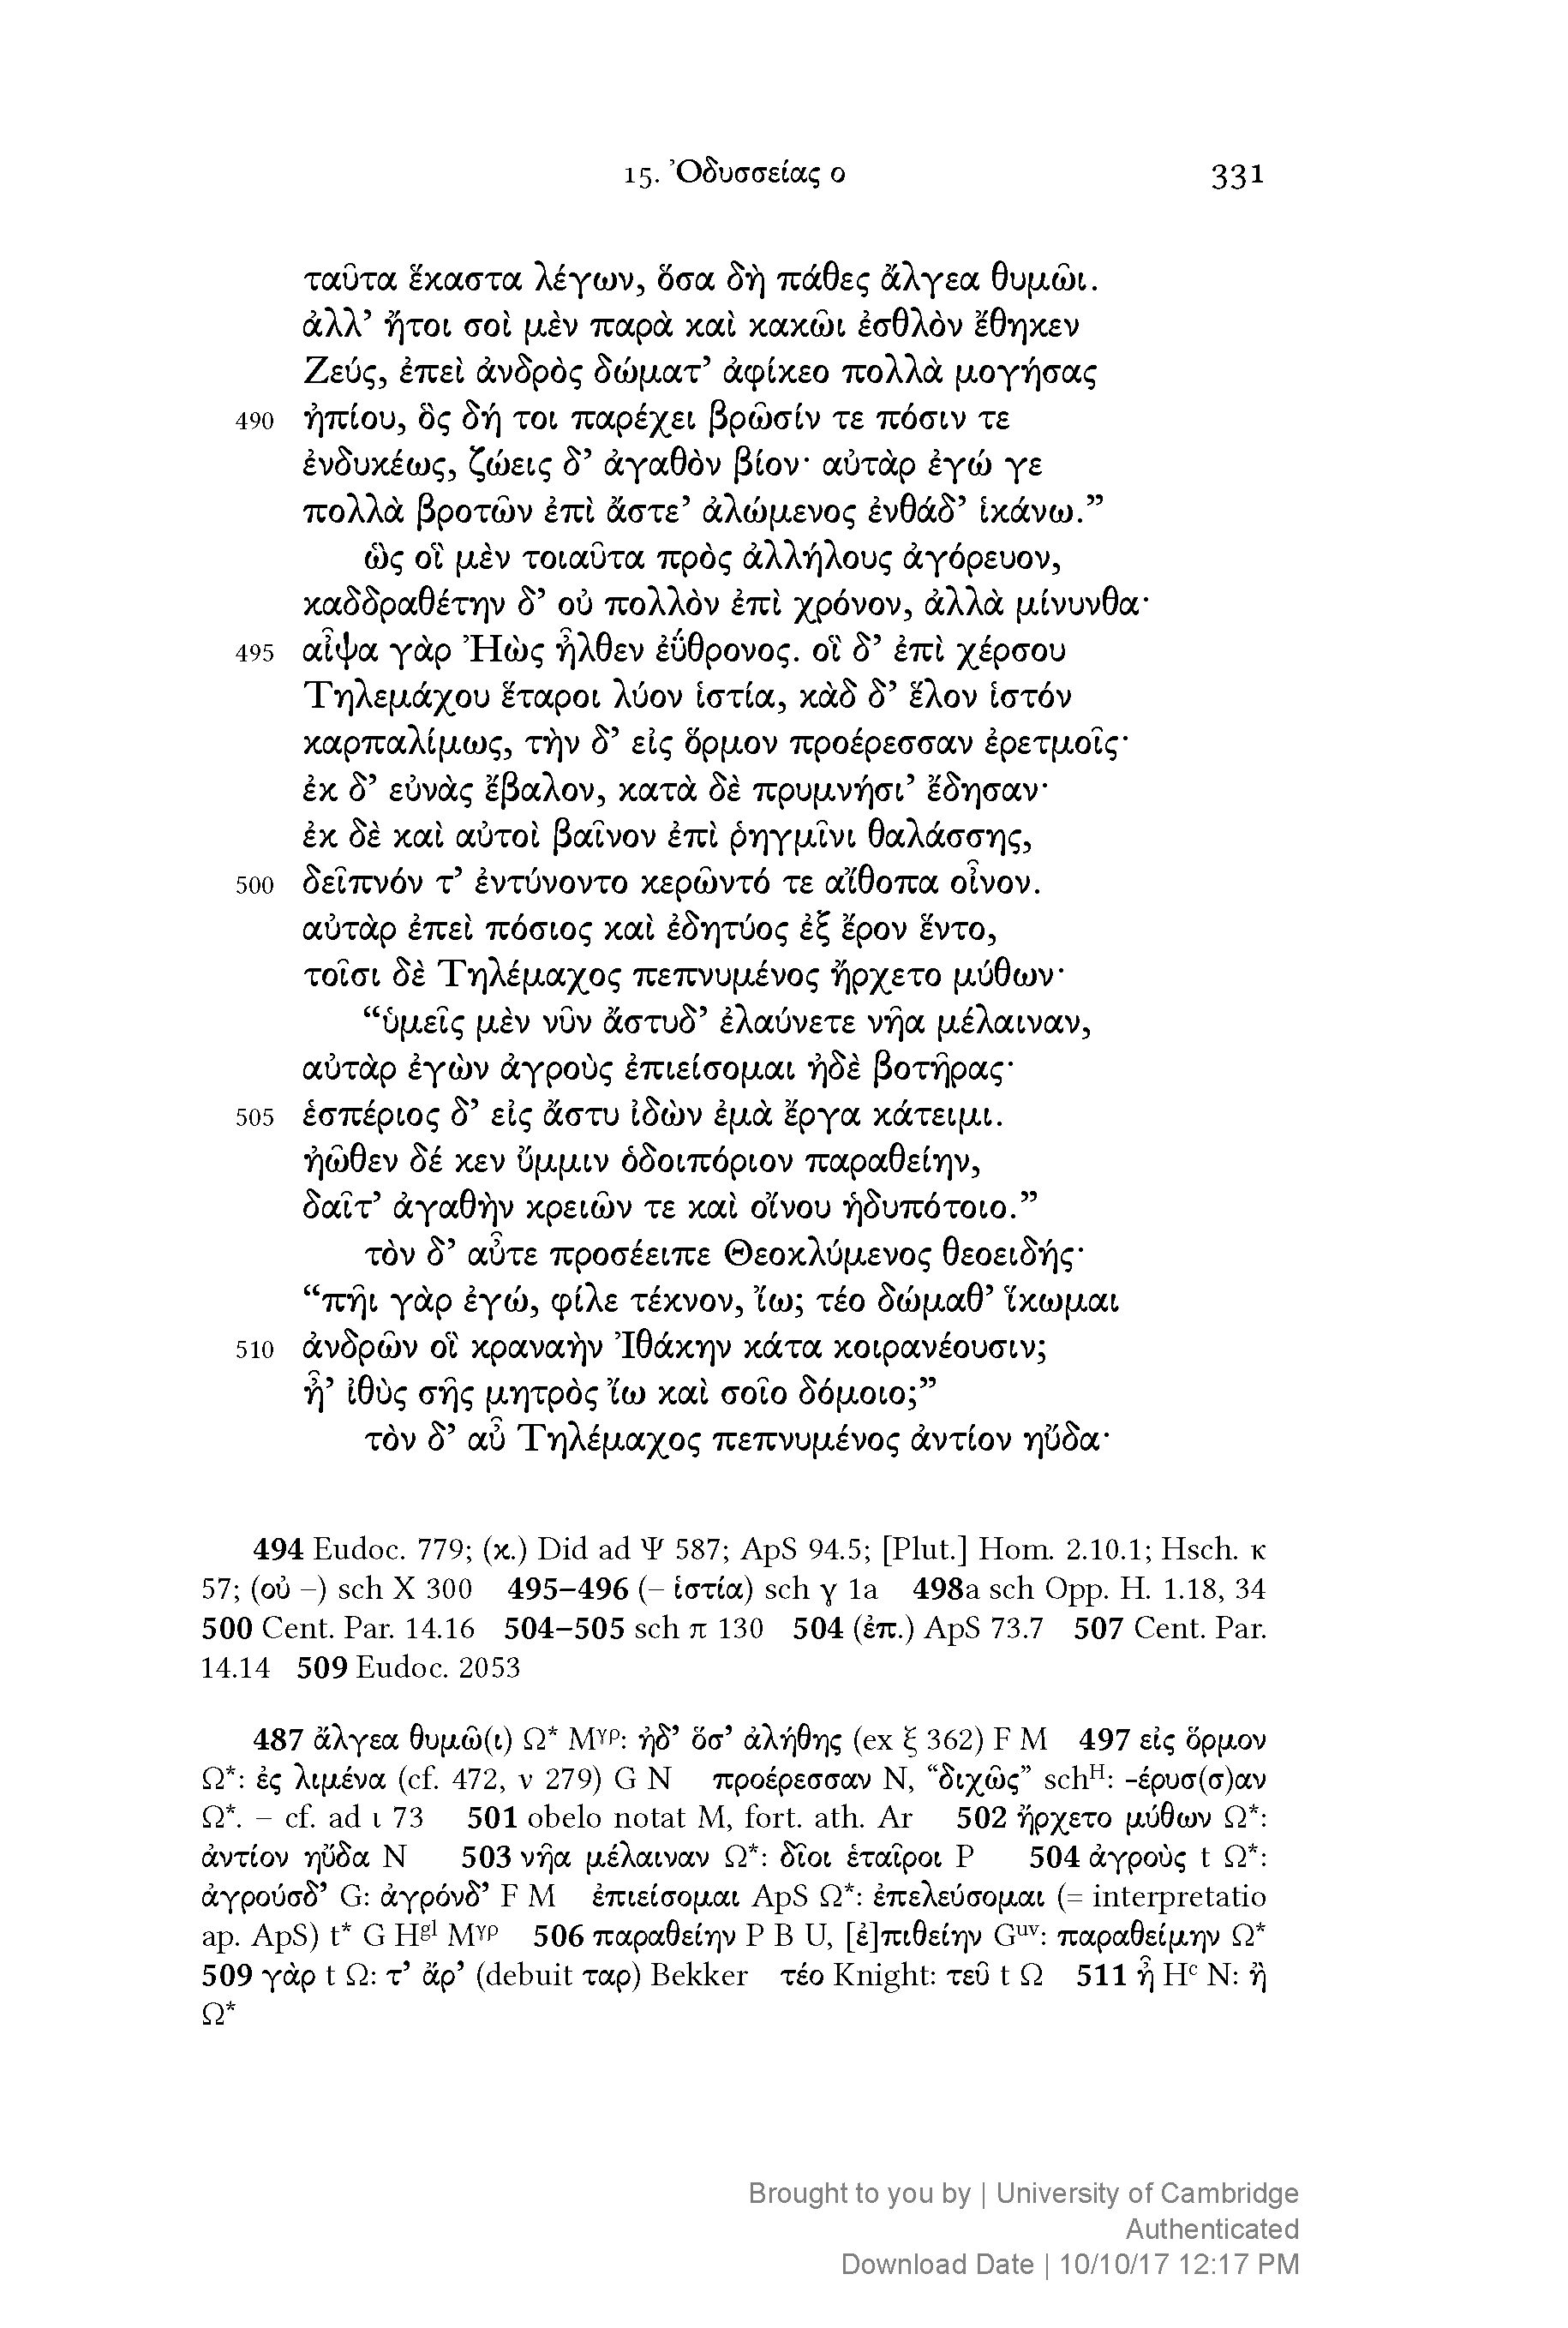 15. Ὀδυσσείας ο 331
ταῦτα ἕκαστα λέγων, ὅσα δὴ πάθες ἄλγεα θυμῶι.
ἀλλ’ ἤτοι σοὶ μὲν παρὰ καὶ κακῶι ἐσθλὸν ἔθηκεν
Ζεύς, ἐπεὶ ἀνδρὸς δώματ’ ἀφίκεο πολλὰ μογήσας
490 ἠπίου, ὃς δή τοι παρέχει βρῶσίν τε πόσιν τε
ἐνδυκέως, ζώεις δ’ ἀγαθὸν βίον· αὐτὰρ ἐγώ γε
πολλὰ βροτῶν ἐπὶ ἄστε’ ἀλώμενος ἐνθάδ’ ἱκάνω.”
ὣς οἳ μὲν τοιαῦτα πρὸς ἀλλήλους ἀγόρευον,
καδδραθέτην δ’ οὐ πολλὸν ἐπὶ χρόνον, ἀλλὰ μίνυνθα·
495 αἶψα γὰρ Ἠὼς ἦλθεν ἐΰθρονος. οἳ δ’ ἐπὶ χέρσου
Τηλεμάχου ἕταροι λύον ἱστία, κὰδ δ’ ἕλον ἱστόν
καρπαλίμως, τὴν δ’ εἰς ὅρμον προέρεσσαν ἐρετμοῖς·
ἐκ δ’ εὐνὰς ἔβαλον, κατὰ δὲ πρυμνήσι’ ἔδησαν·
ἐκ δὲ καὶ αὐτοὶ βαῖνον ἐπὶ ῥηγμῖνι θαλάσσης,
500 δεῖπνόν τ’ ἐντύνοντο κερῶντό τε αἴθοπα οἶνον.
αὐτὰρ ἐπεὶ πόσιος καὶ ἐδητύος ἐξ ἔρον ἕντο,
τοῖσι δὲ Τηλέμαχος πεπνυμένος ἤρχετο μύθων·
“ὑμεῖς μὲν νῦν ἄστυδ’ ἐλαύνετε νῆα μέλαιναν,
αὐτὰρ ἐγὼν ἀγροὺς ἐπιείσομαι ἠδὲ βοτῆρας·
505 ἑσπέριος δ’ εἰς ἄστυ ἰδὼν ἐμὰ ἔργα κάτειμι.
ἠῶθεν δέ κεν ὔμμιν ὁδοιπόριον παραθείην,
δαῖτ’ ἀγαθὴν κρειῶν τε καὶ οἴνου ἡδυπότοιο.”
τὸν δ’ αὖτε προσέειπε Θεοκλύμενος θεοειδής·
“πῆι γὰρ ἐγώ, φίλε τέκνον, ἴω; τέο δώμαθ’ ἵκωμαι
510 ἀνδρῶν οἳ κραναὴν Ἰθάκην κάτα κοιρανέουσιν;
ἦ’ ἰθὺς σῆς μητρὸς ἴω καὶ σοῖο δόμοιο;”
τὸν δ’ αὖ Τηλέμαχος πεπνυμένος ἀντίον ηὔδα·
494 Eudoc. 779; (κ.) Did ad Ψ 587; ApS 94.5; [Plut.] Hom. 2.10.1; Hsch. κ
57; (οὐ –) sch X 300 495–496 (– ἱστία) sch γ 1a 498a sch Opp. H. 1.18, 34
500 Cent. Par. 14.16 504–505 sch π 130 504 (ἐπ.) ApS 73.7 507 Cent. Par.
14.14 509 Eudoc. 2053
487 ἄλγεα θυμῶ(ι) Ω* Mγρ: ἠδ’ ὅσ’ ἀλήθης (ex ξ 362) F M 497 εἰς ὅρμον
Ω*: ἐς λιμένα (cf. 472, ν 279) G N προέρεσσαν N, “διχῶς” schH: -έρυσ(σ)αν
Ω*. – cf. ad ι 73 501 obelo notat M, fort. ath. Ar 502 ἤρχετο μύθων Ω*:
ἀντίον ηὔδα N 503 νῆα μέλαιναν Ω*: δῖοι ἑταῖροι P 504 ἀγροὺς t Ω*:
ἀγρούσδ’ G: ἀγρόνδ’ F M ἐπιείσομαι ApS Ω*: ἐπελεύσομαι (= interpretatio
ap. ApS) t* G Hgl Mγρ 506 παραθείην P B U, [ἐ]πιθείην Guv: παραθείμην Ω*
509 γὰρ t Ω: τ’ ἄρ’ (debuit ταρ) Bekker τέο Knight: τεῦ t Ω 511 ἦ Hc N: ἢ
Ω*
Brought to you by | University of Cambridge
Authenticated
Download Date | 10/10/17 12:17 PM